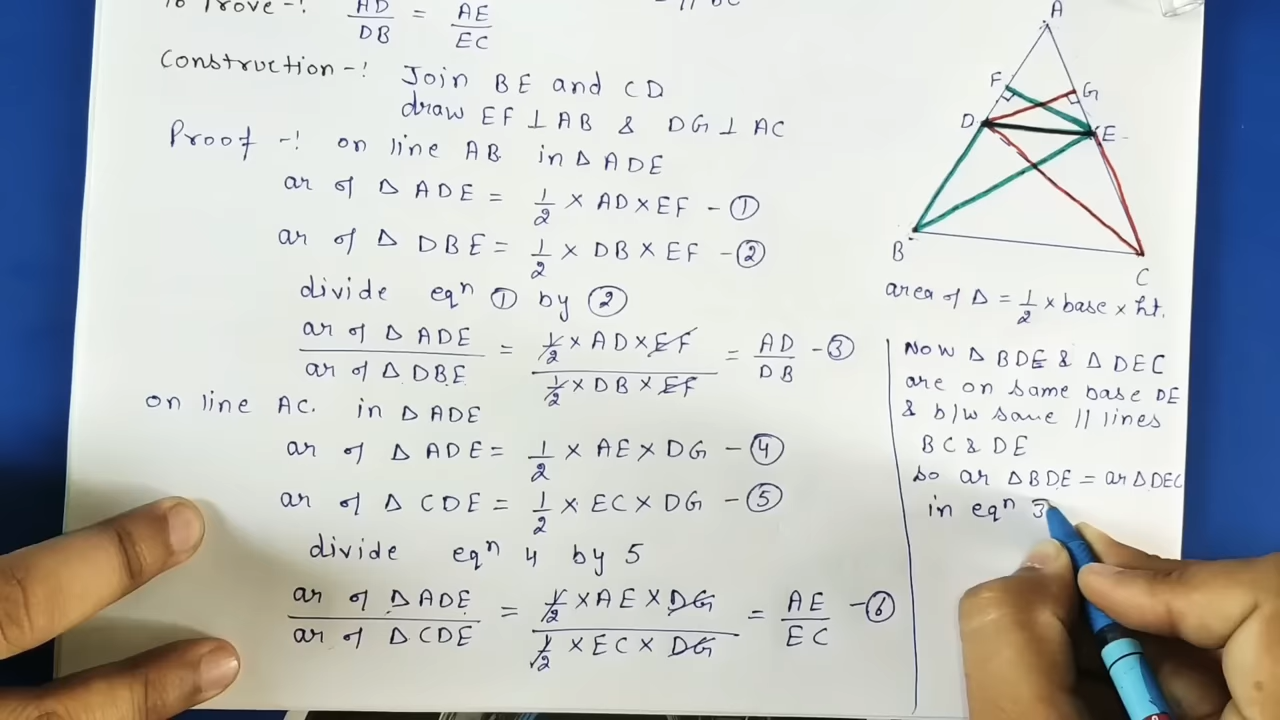 To Prove -! AD/DB = AE/EC
|| BC
Construction -! Join BE and CD
draw EF ⊥ AB & DG ⊥ AC
Proof -! on line AB in Δ ADE
ar of Δ ADE = 1/2 × AD × EF - ①
ar of Δ DBE = 1/2 × DB × EF - ②
divide eqⁿ ① by ②
ar of Δ ADE / ar of Δ DBE = 1/2 × AD × EF / 1/2 × DB × EF = AD/DB - ③
on line AC. in Δ ADE
ar of Δ ADE = 1/2 × AE × DG - ④
ar of Δ CDE = 1/2 × EC × DG - ⑤
divide eqⁿ 4 by 5
ar of Δ ADE / ar of Δ CDE = 1/2 × AE × DG / 1/2 × EC × DG = AE/EC - ⑥
A
F G
D E
B
C
area of Δ = 1/2 × base × ht.
Now Δ BDE & Δ DEC
are on same base DE
& b/w same // lines
BC & DE
so ar Δ BDE = ar Δ DEC
in eqⁿ 3